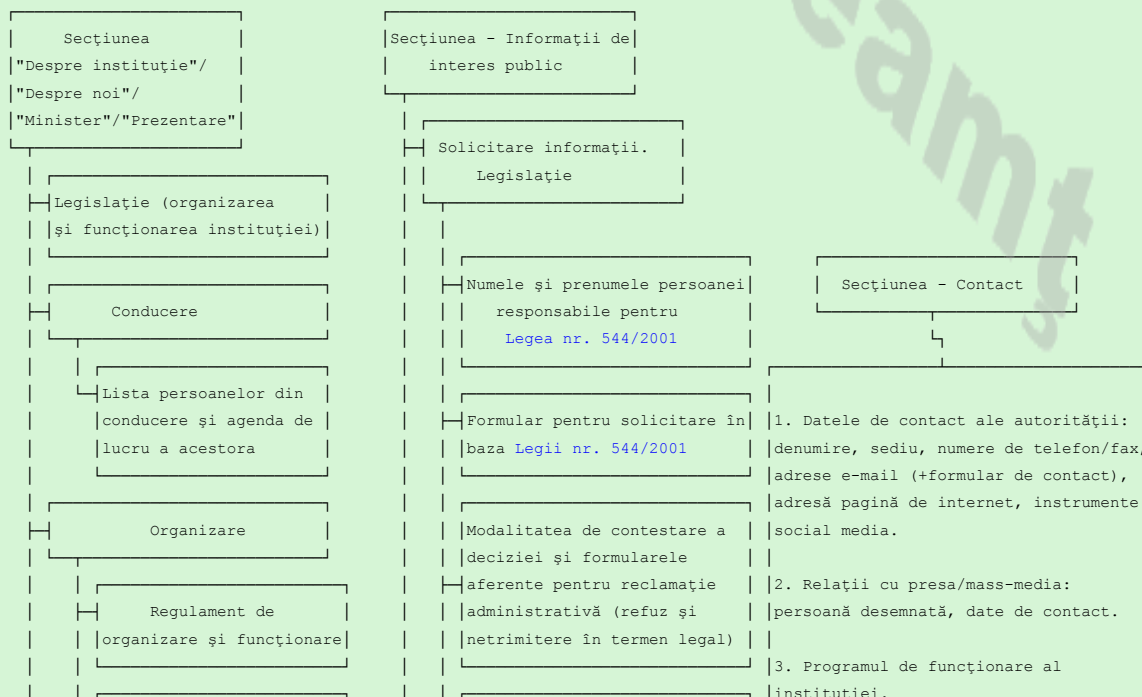 Secţiunea
"Despre instituţie"/
"Despre noi"/
"Minister"/"Prezentare"
Legislaţie (organizarea
şi funcţionarea instituţiei)
Conducere
Lista persoanelor din
conducere şi agenda de
lucru a acestora
Organizare
Regulament de
organizare şi funcţionare
Secţiunea - Informaţii de
interes public
Solicitare informaţii.
Legislaţie
Numele şi prenumele persoanei
responsabile pentru
Legea nr. 544/2001
Formular pentru solicitare în
baza Legii nr. 544/2001
Modalitatea de contestare a
deciziei şi formularele
aferente pentru reclamaţie
administrativă (refuz şi
netrimitere în termen legal)
Secţiunea - Contact
1. Datele de contact ale autorităţii:
denumire, sediu, numere de telefon/fax,
adrese e-mail (+formular de contact),
adresă pagină de internet, instrumente
social media.
2. Relaţii cu presa/mass-media:
persoană desemnată, date de contact.
3. Programul de funcţionare al
instituţiei.